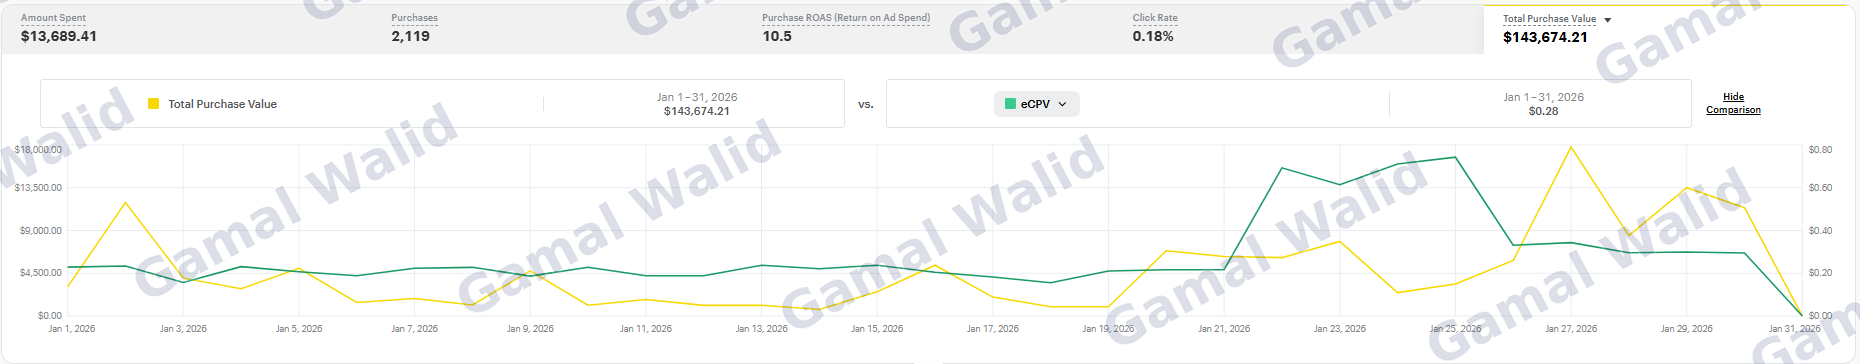 Amount Spent
$13,689.41
Purchases
2,119
Purchase ROAS (Return on Ad Spend)
10.5
Click Rate
0.18%
Total Purchase Value
$143,674.21
Total Purchase Value
Jan 1–31, 2026
$143,674.21
vs.
eCPV
Jan 1–31, 2026
$0.28
Hide
Comparison
$18,000.00
$13,500.00
$9,000.00
$4,500.00
$0.00
$0.80
$0.60
$0.40
$0.20
$0.00
Jan 1, 2026 Jan 3, 2026 Jan 5, 2026 Jan 7, 2026 Jan 9, 2026 Jan 11, 2026 Jan 13, 2026 Jan 15, 2026 Jan 17, 2026 Jan 19, 2026 Jan 21, 2026 Jan 23, 2026 Jan 25, 2026 Jan 27, 2026 Jan 29, 2026 Jan 31, 2026
Gamal Walid
Gamal Walid
Gamal Walid
Gamal Walid
Gamal Walid
Gamal Walid